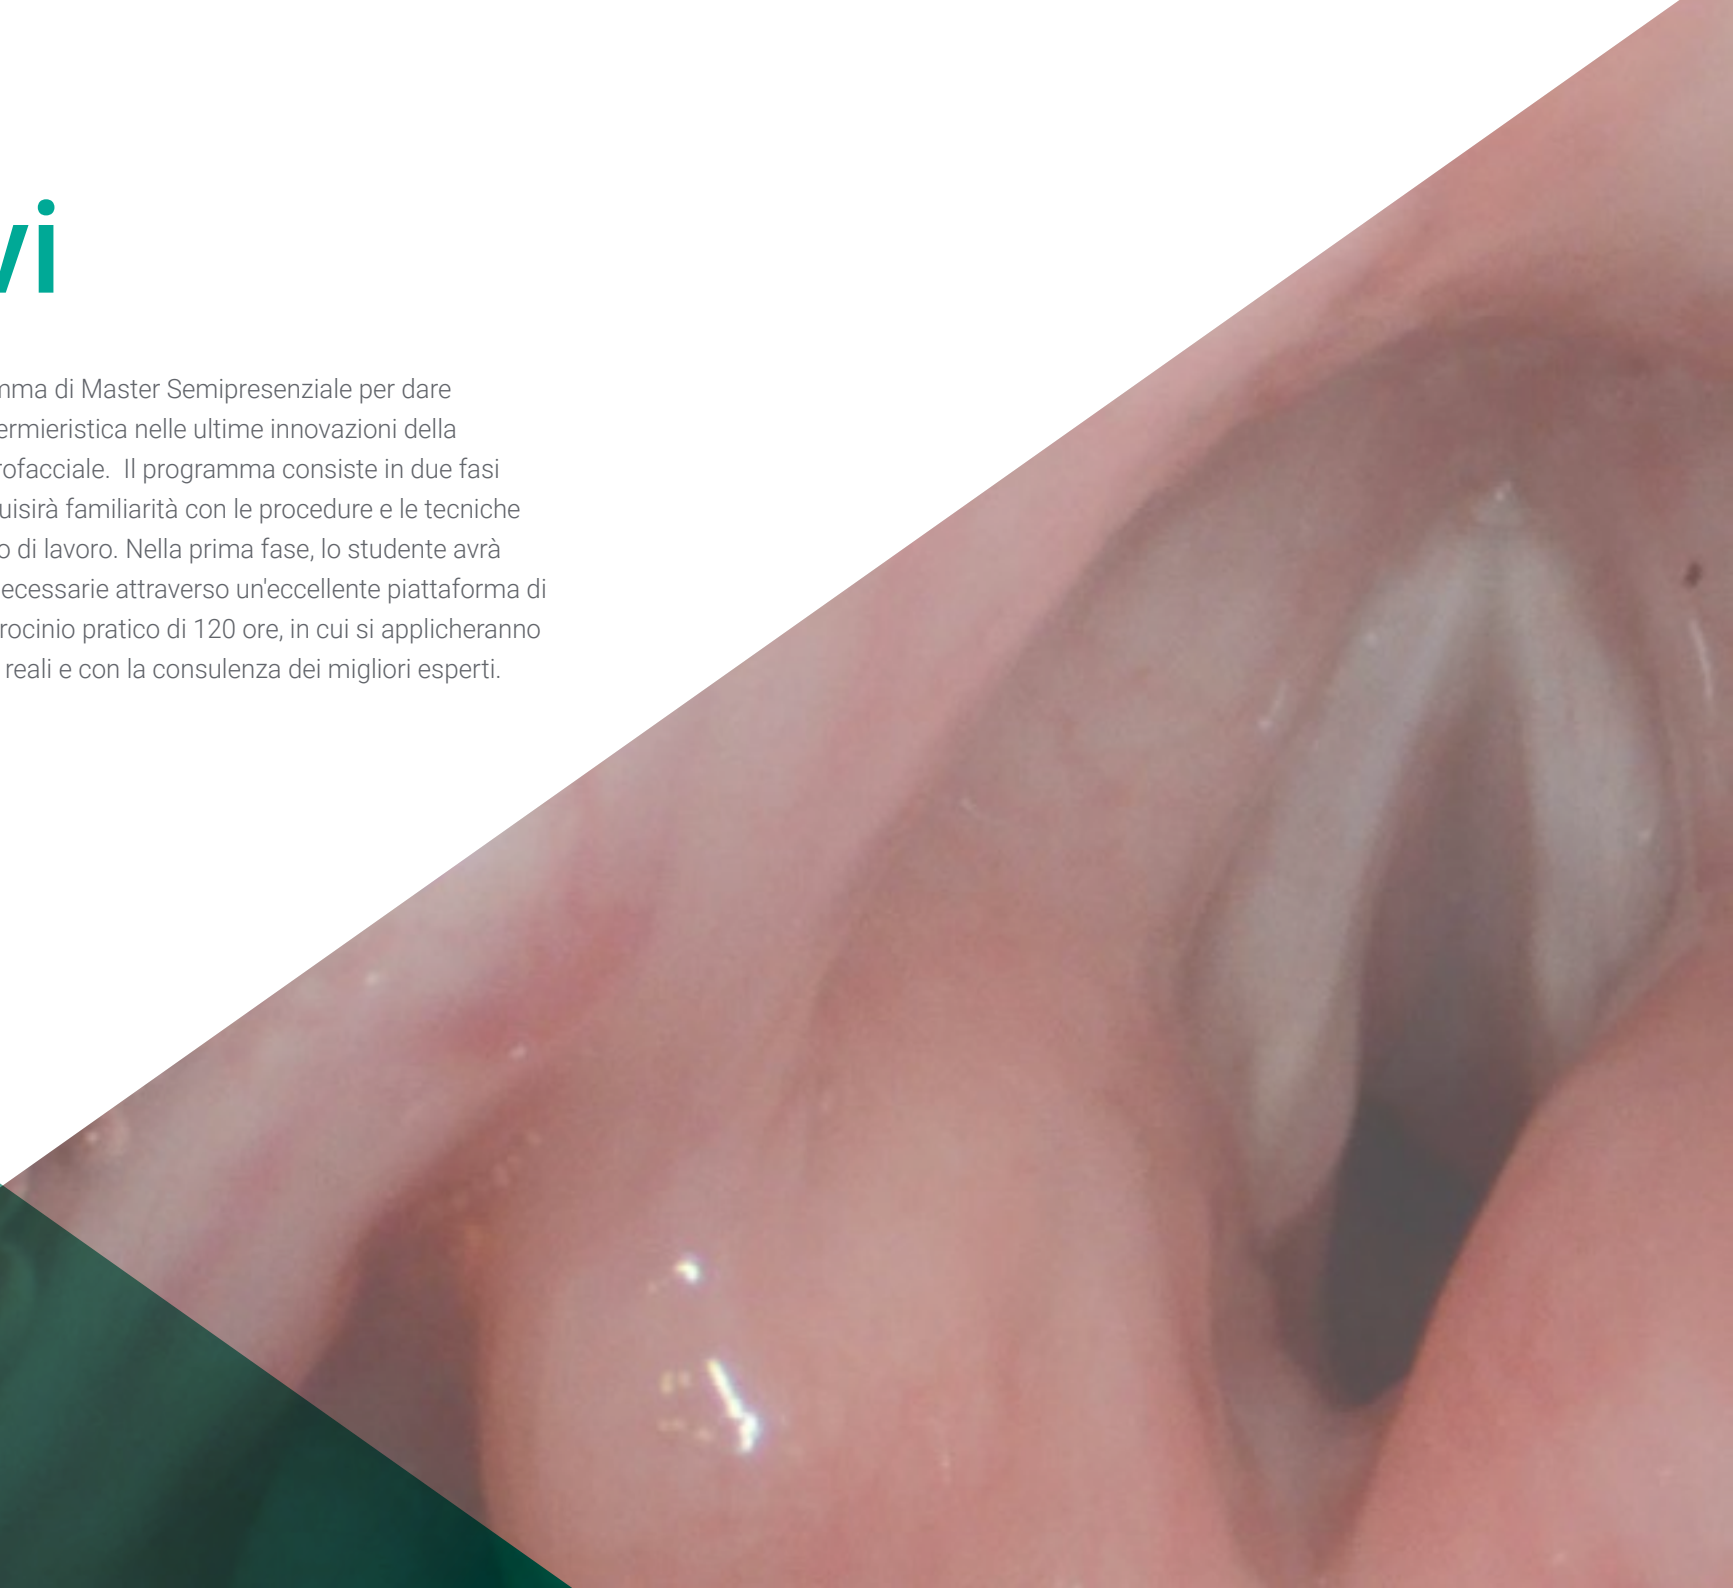 vi
mma di Master Semipresenziale per dare
ermieristica nelle ultime innovazioni della
rofacciale. Il programma consiste in due fasi
uisirà familiarità con le procedure e le tecniche
o di lavoro. Nella prima fase, lo studente avrà
ecessarie attraverso un'eccellente piattaforma di
rocinio pratico di 120 ore, in cui si applicheranno
reali e con la consulenza dei migliori esperti.